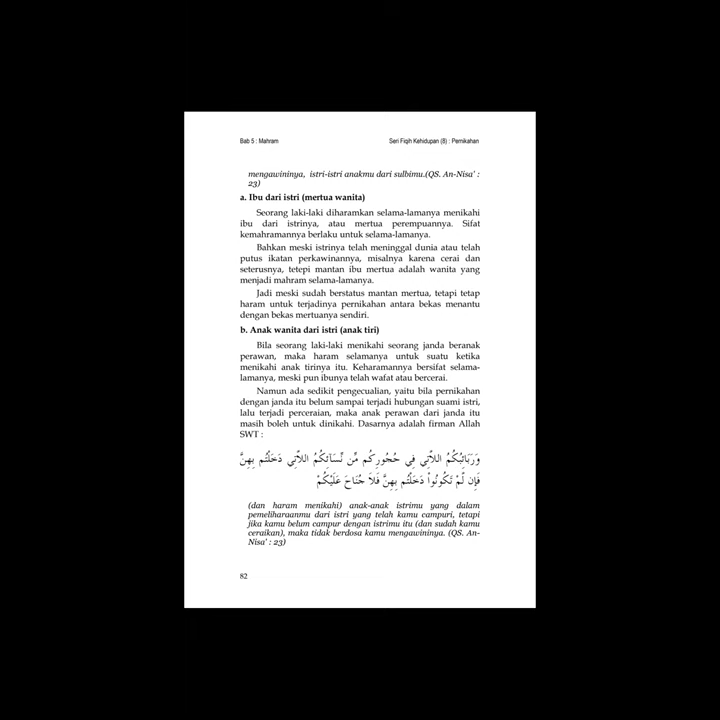 Bab 5 : Mahram Seri Fiqih Kehidupan (8) : Pernikahan
mengawininya, istri-istri anakmu dari sulbimu.(QS. An-Nisa' :
23)
a. Ibu dari istri (mertua wanita)
Seorang laki-laki diharamkan selama-lamanya menikahi
ibu dari istrinya, atau mertua perempuannya. Sifat
kemahramannya berlaku untuk selama-lamanya.
Bahkan meski istrinya telah meninggal dunia atau telah
putus ikatan perkawinannya, misalnya karena cerai dan
seterusnya, tetepi mantan ibu mertua adalah wanita yang
menjadi mahram selama-lamanya.
Jadi meski sudah berstatus mantan mertua, tetapi tetap
haram untuk terjadinya pernikahan antara bekas menantu
dengan bekas mertuanya sendiri.
b. Anak wanita dari istri (anak tiri)
Bila seorang laki-laki menikahi seorang janda beranak
perawan, maka haram selamanya untuk suatu ketika
menikahi anak tirinya itu. Keharamannya bersifat selama-
lamanya, meski pun ibunya telah wafat atau bercerai.
Namun ada sedikit pengecualian, yaitu bila pernikahan
dengan janda itu belum sampai terjadi hubungan suami istri,
lalu terjadi perceraian, maka anak perawan dari janda itu
masih boleh untuk dinikahi. Dasarnya adalah firman Allah
SWT :
وَرَبَائِبُكُمُ اللاَّتِي فِي حُجُورِكُم مِّن نِّسَآئِكُمُ اللاَّتِي دَخَلْتُم بِهِنَّ
فَإِن لَّمْ تَكُونُواْ دَخَلْتُم بِهِنَّ فَلاَ جُنَاحَ عَلَيْكُمْ
(dan haram menikahi) anak-anak istrimu yang dalam
pemeliharaanmu dari istri yang telah kamu campuri, tetapi
jika kamu belum campur dengan istrimu itu (dan sudah kamu
ceraikan), maka tidak berdosa kamu mengawininya. (QS. An-
Nisa' : 23)
82